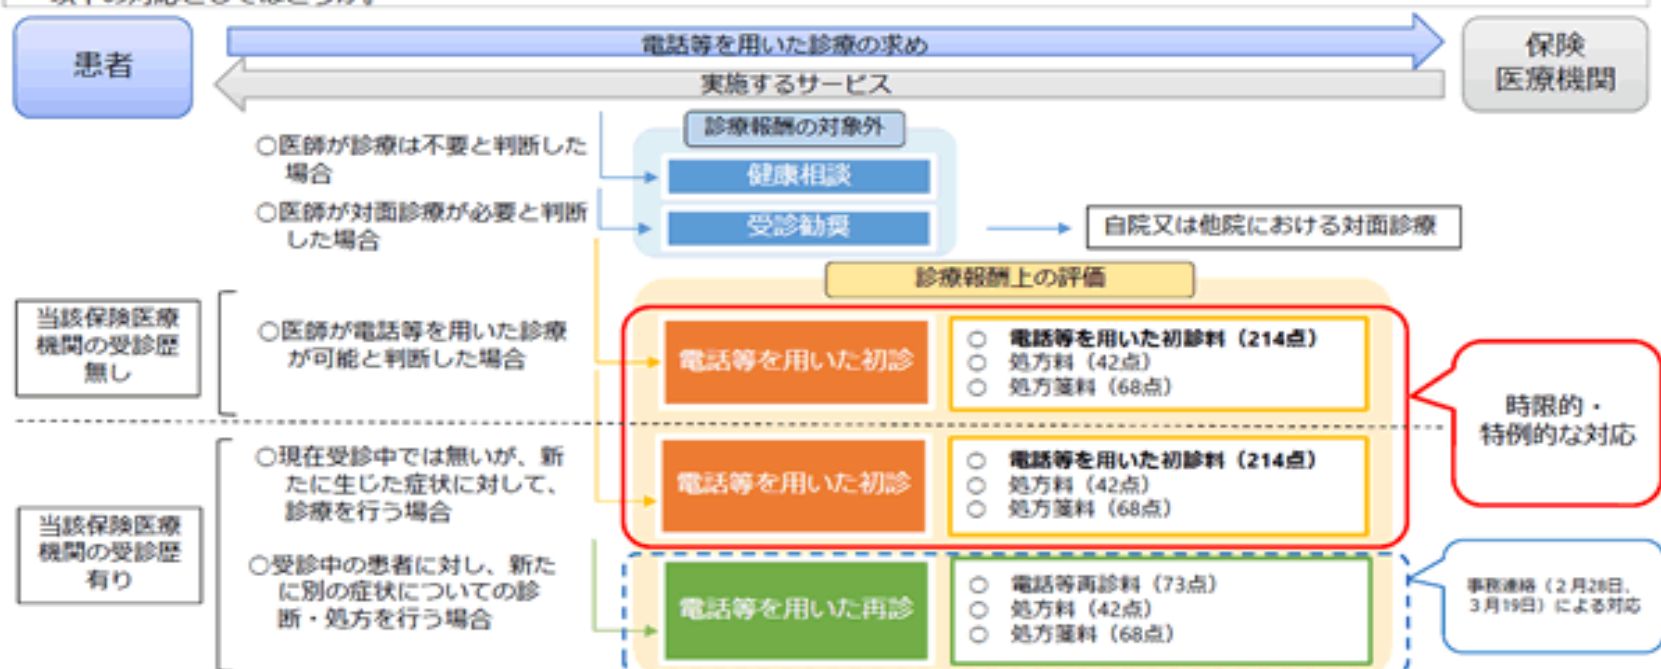 患者
電話等を用いた診療の求め
実施するサービス
保険
医療機関
診療報酬の対象外
○医師が診療は不要と判断した
場合
健康相談
○医師が対面診療が必要と判断
した場合
受診勧奨
自院又は他院における対面診療
診療報酬上の評価
当該保険医療
機関の受診歴
無し
○医師が電話等を用いた診療
が可能と判断した場合
電話等を用いた初診
○ 電話等を用いた初診料（214点）
○ 処方料（42点）
○ 処方箋料（68点）
時限的・
特例的な対応
当該保険医療
機関の受診歴
有り
○現在受診中では無いが、新
たに生じた症状に対して、
診療を行う場合
電話等を用いた初診
○ 電話等を用いた初診料（214点）
○ 処方料（42点）
○ 処方箋料（68点）
○受診中の患者に対し、新た
に別の症状についての診
断・処方を行う場合
電話等を用いた再診
○ 電話等再診料（73点）
○ 処方料（42点）
○ 処方箋料（68点）
事務連絡（２月28日、
３月19日）による対応